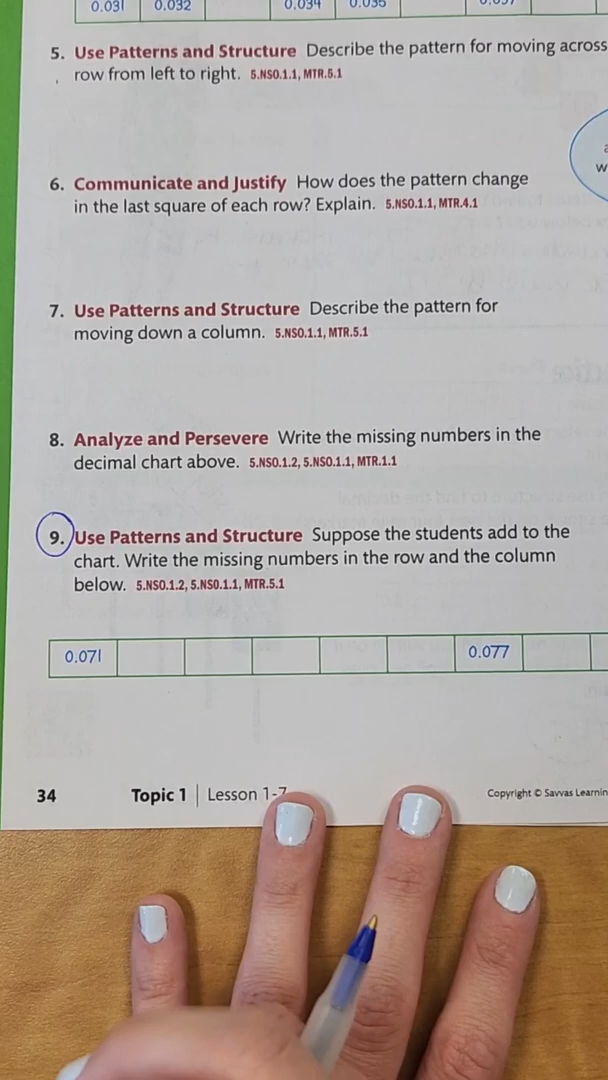 0.031 0.032 0.034 0.035
5. Use Patterns and Structure Describe the pattern for moving across
row from left to right. 5.NSO.1.1, MTR.5.1
6. Communicate and Justify How does the pattern change
in the last square of each row? Explain. 5.NSO.1.1, MTR.4.1
7. Use Patterns and Structure Describe the pattern for
moving down a column. 5.NSO.1.1, MTR.5.1
8. Analyze and Persevere Write the missing numbers in the
decimal chart above. 5.NSO.1.2, 5.NSO.1.1, MTR.1.1
9. Use Patterns and Structure Suppose the students add to the
chart. Write the missing numbers in the row and the column
below. 5.NSO.1.2, 5.NSO.1.1, MTR.5.1
0.071 0.077
34 Topic 1 | Lesson 1-7 Copyright © Savvas